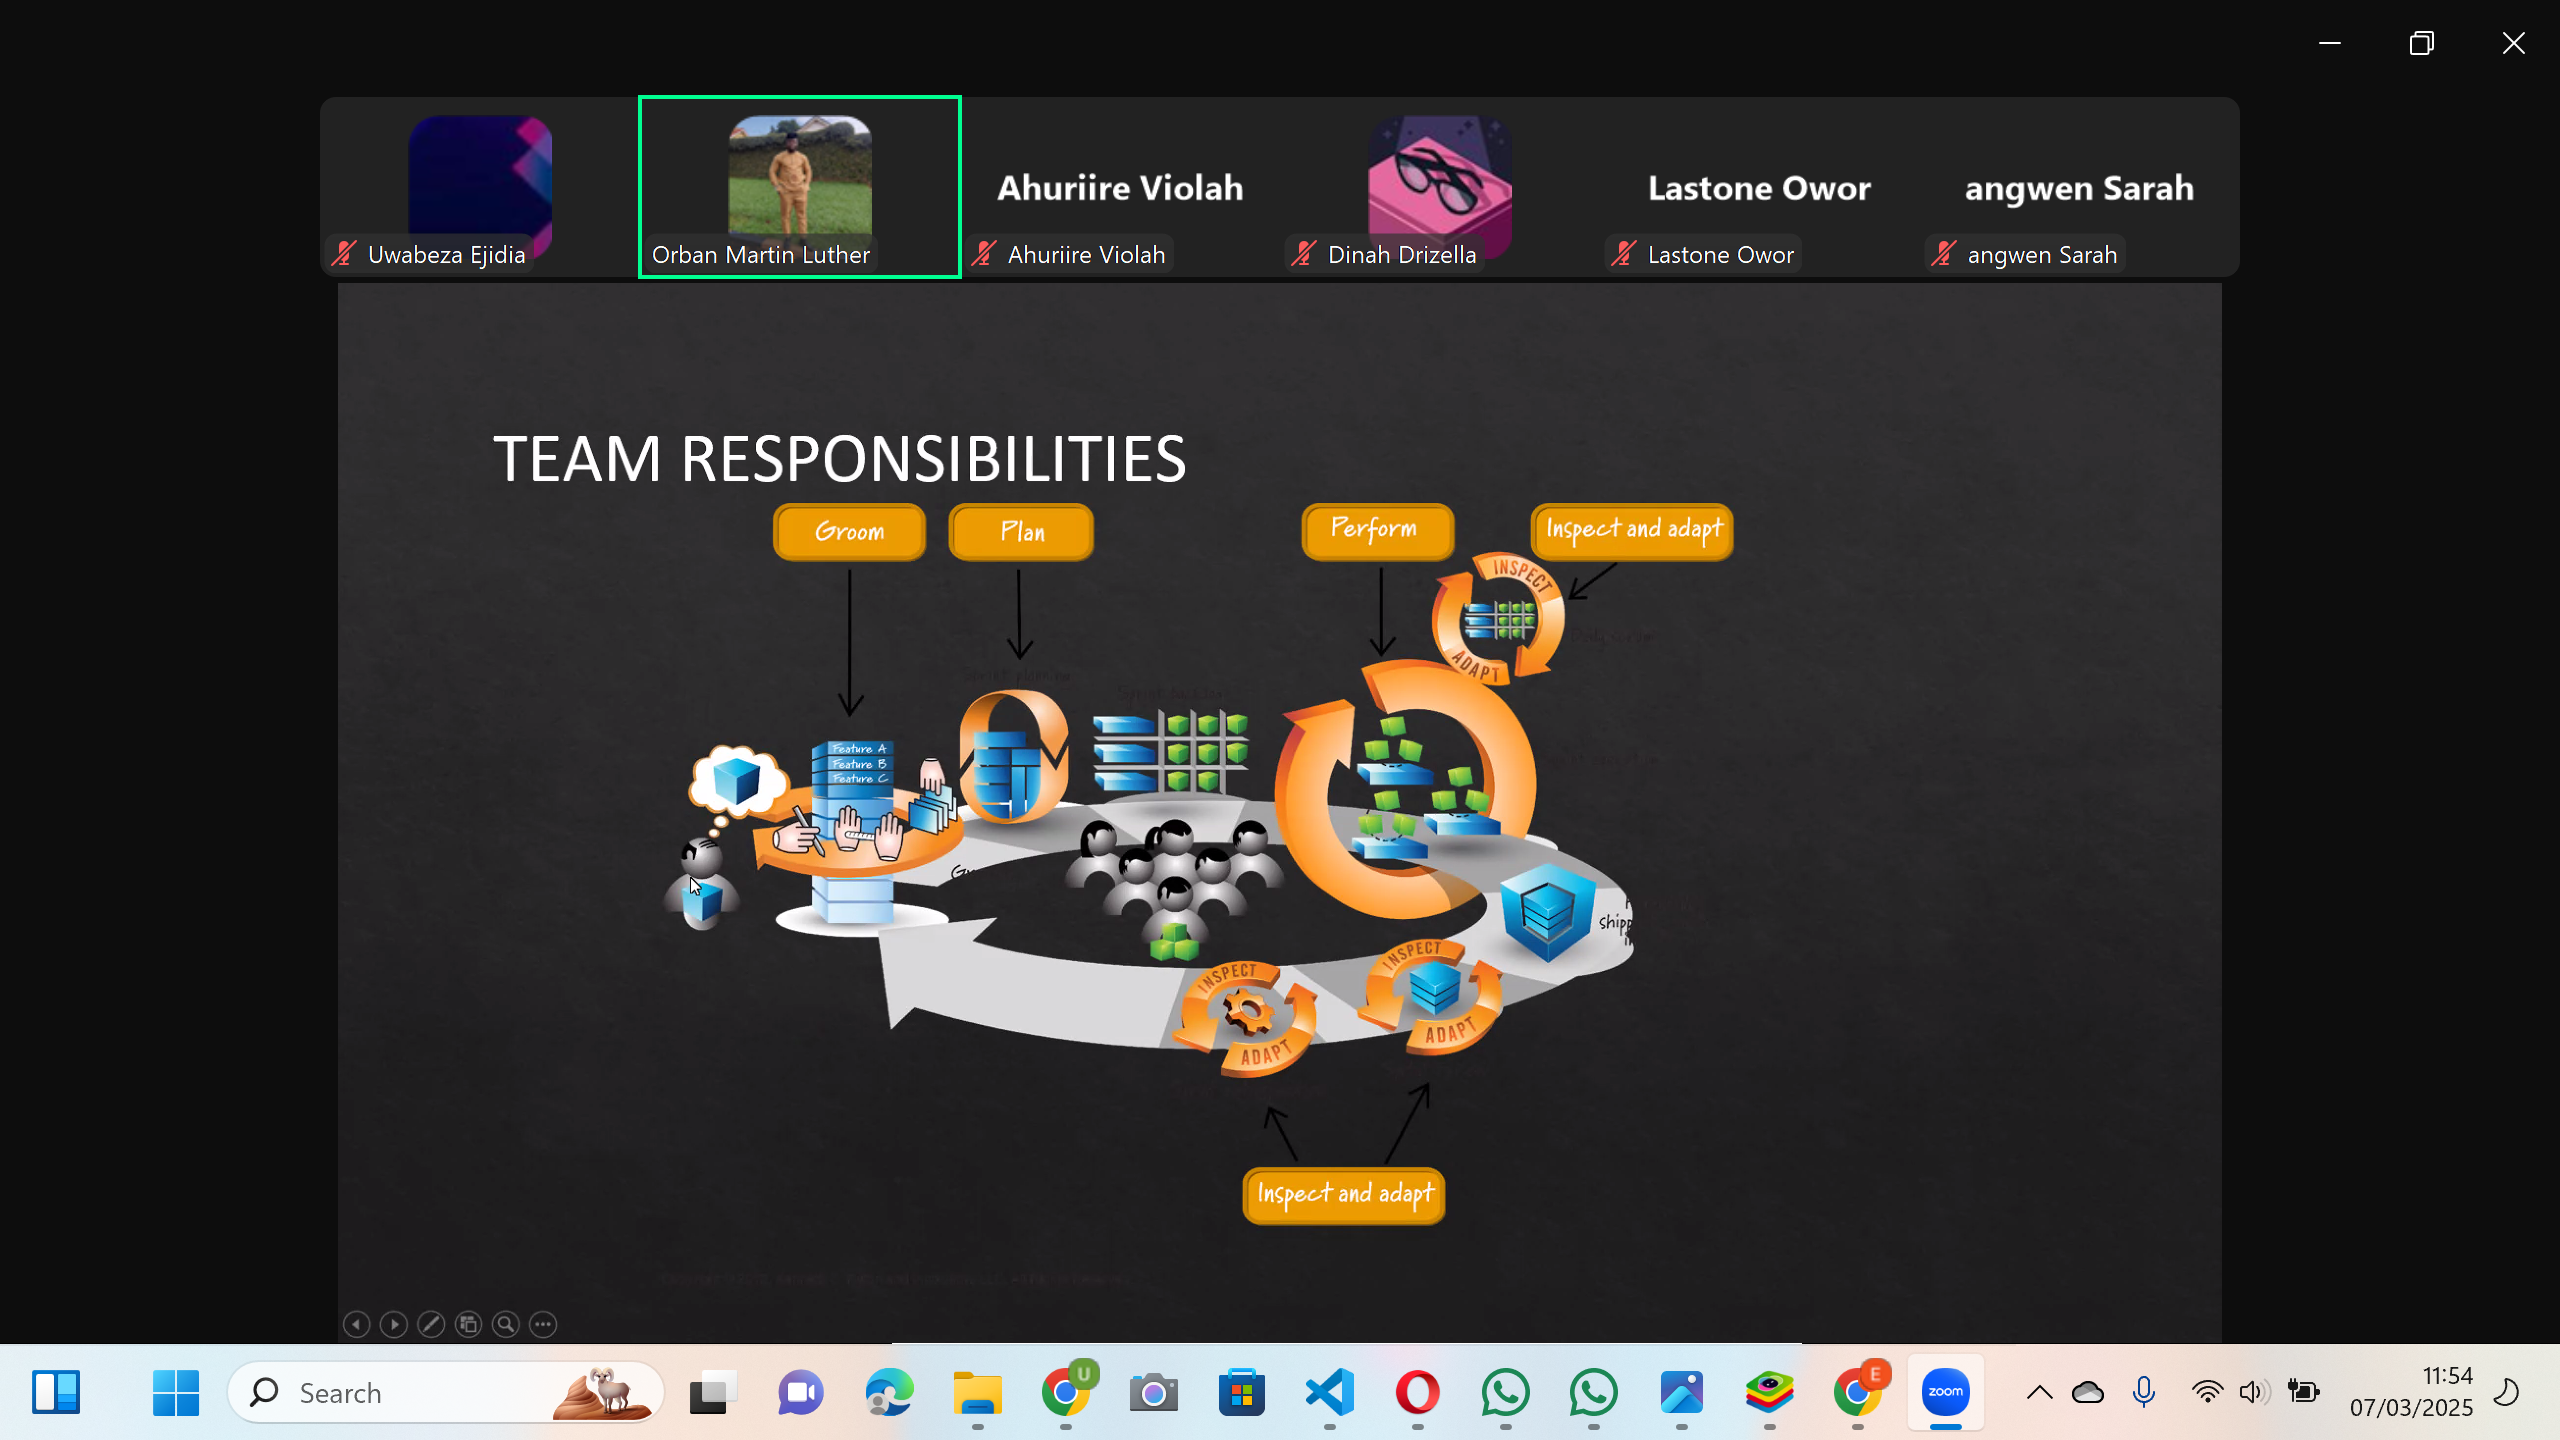 Ahuriire Violah
Lastone Owor
angwen Sarah
Uwabeza Ejidia
Orban Martin Luther
Ahuriire Violah
Dinah Drizella
Lastone Owor
angwen Sarah
TEAM RESPONSIBILITIES
Groom
Plan
Perform
Inspect and adapt
INSPECT
ADAPT
Feature A
Feature B
Feature C
INSPECT
ADAPT
INSPECT
ADAPT
Inspect and adapt
Search
U
E
zoom
11:54
07/03/2025